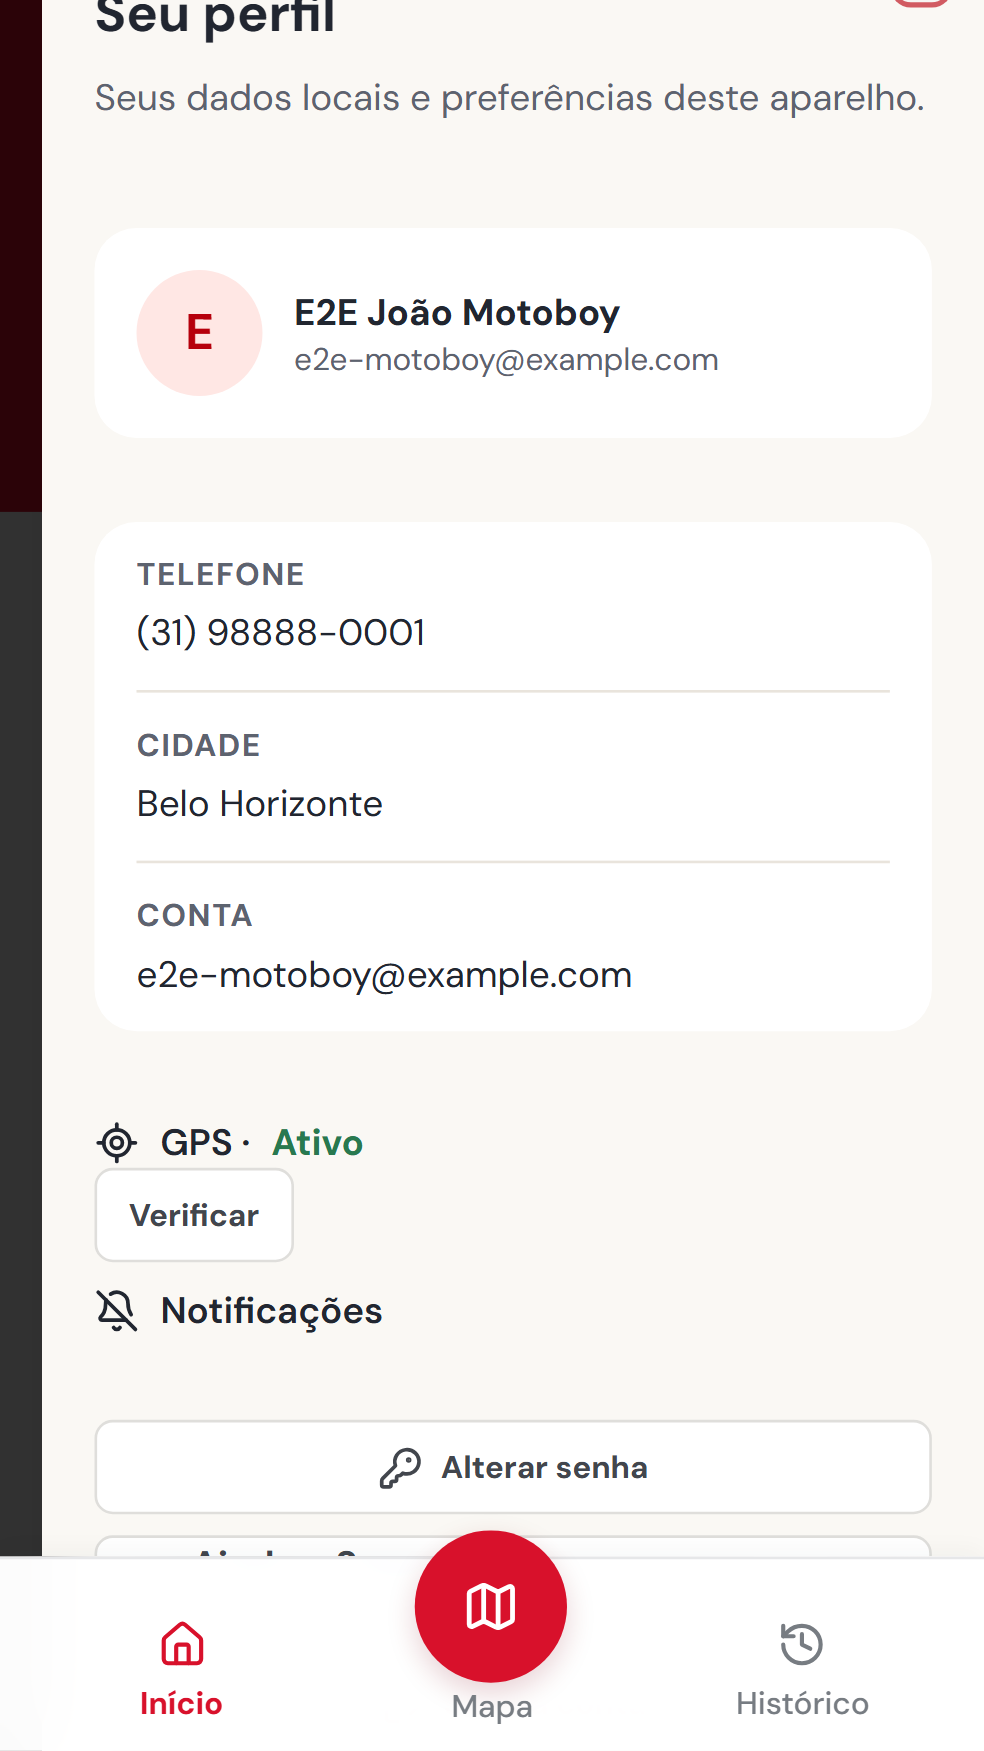 Seu perfil
Seus dados locais e preferências deste aparelho.
E
E2E João Motoboy
e2e-motoboy@example.com
TELEFONE
(31) 98888-0001
CIDADE
Belo Horizonte
CONTA
e2e-motoboy@example.com
GPS · Ativo
Verificar
Notificações
Alterar senha
Início
Mapa
Histórico